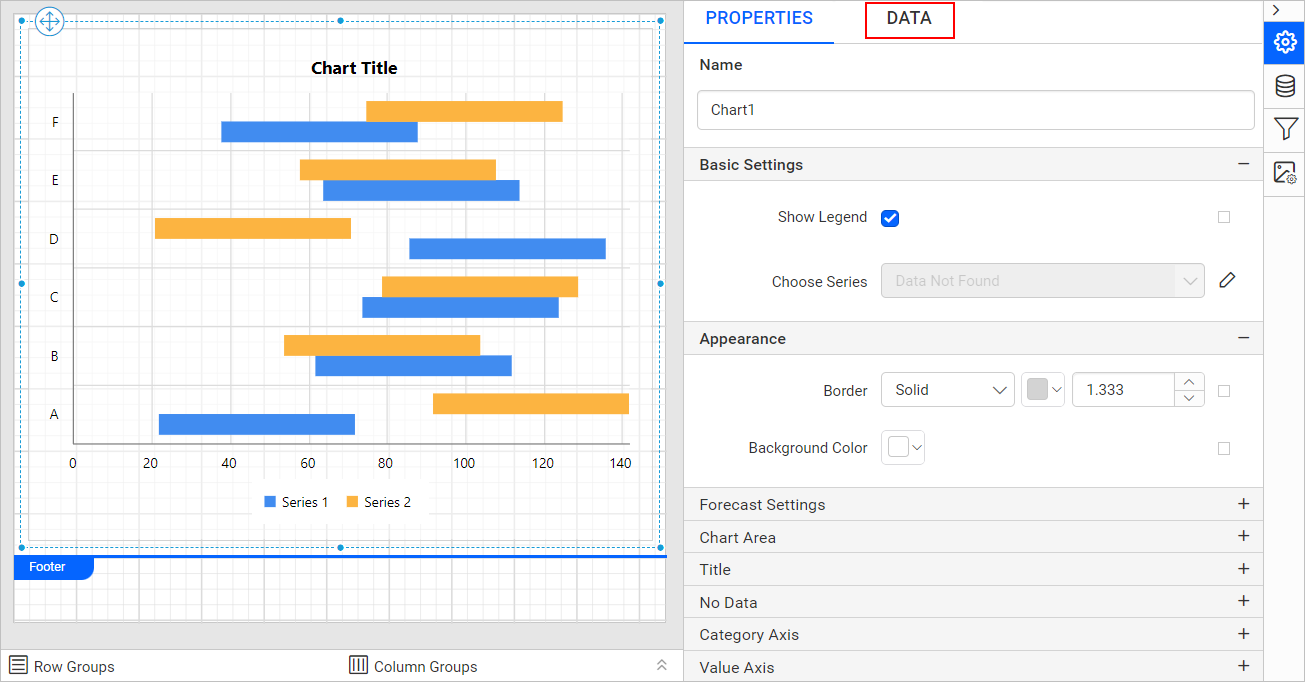 PROPERTIES DATA
Name
Chart1
Basic Settings
Show Legend
Choose Series Data Not Found
Appearance
Border Solid 1.333
Background Color
Forecast Settings
Chart Area
Title
No Data
Category Axis
Value Axis
Chart Title
F
E
D
C
B
A
0 20 40 60 80 100 120 140
Series 1 Series 2
Footer
Row Groups Column Groups